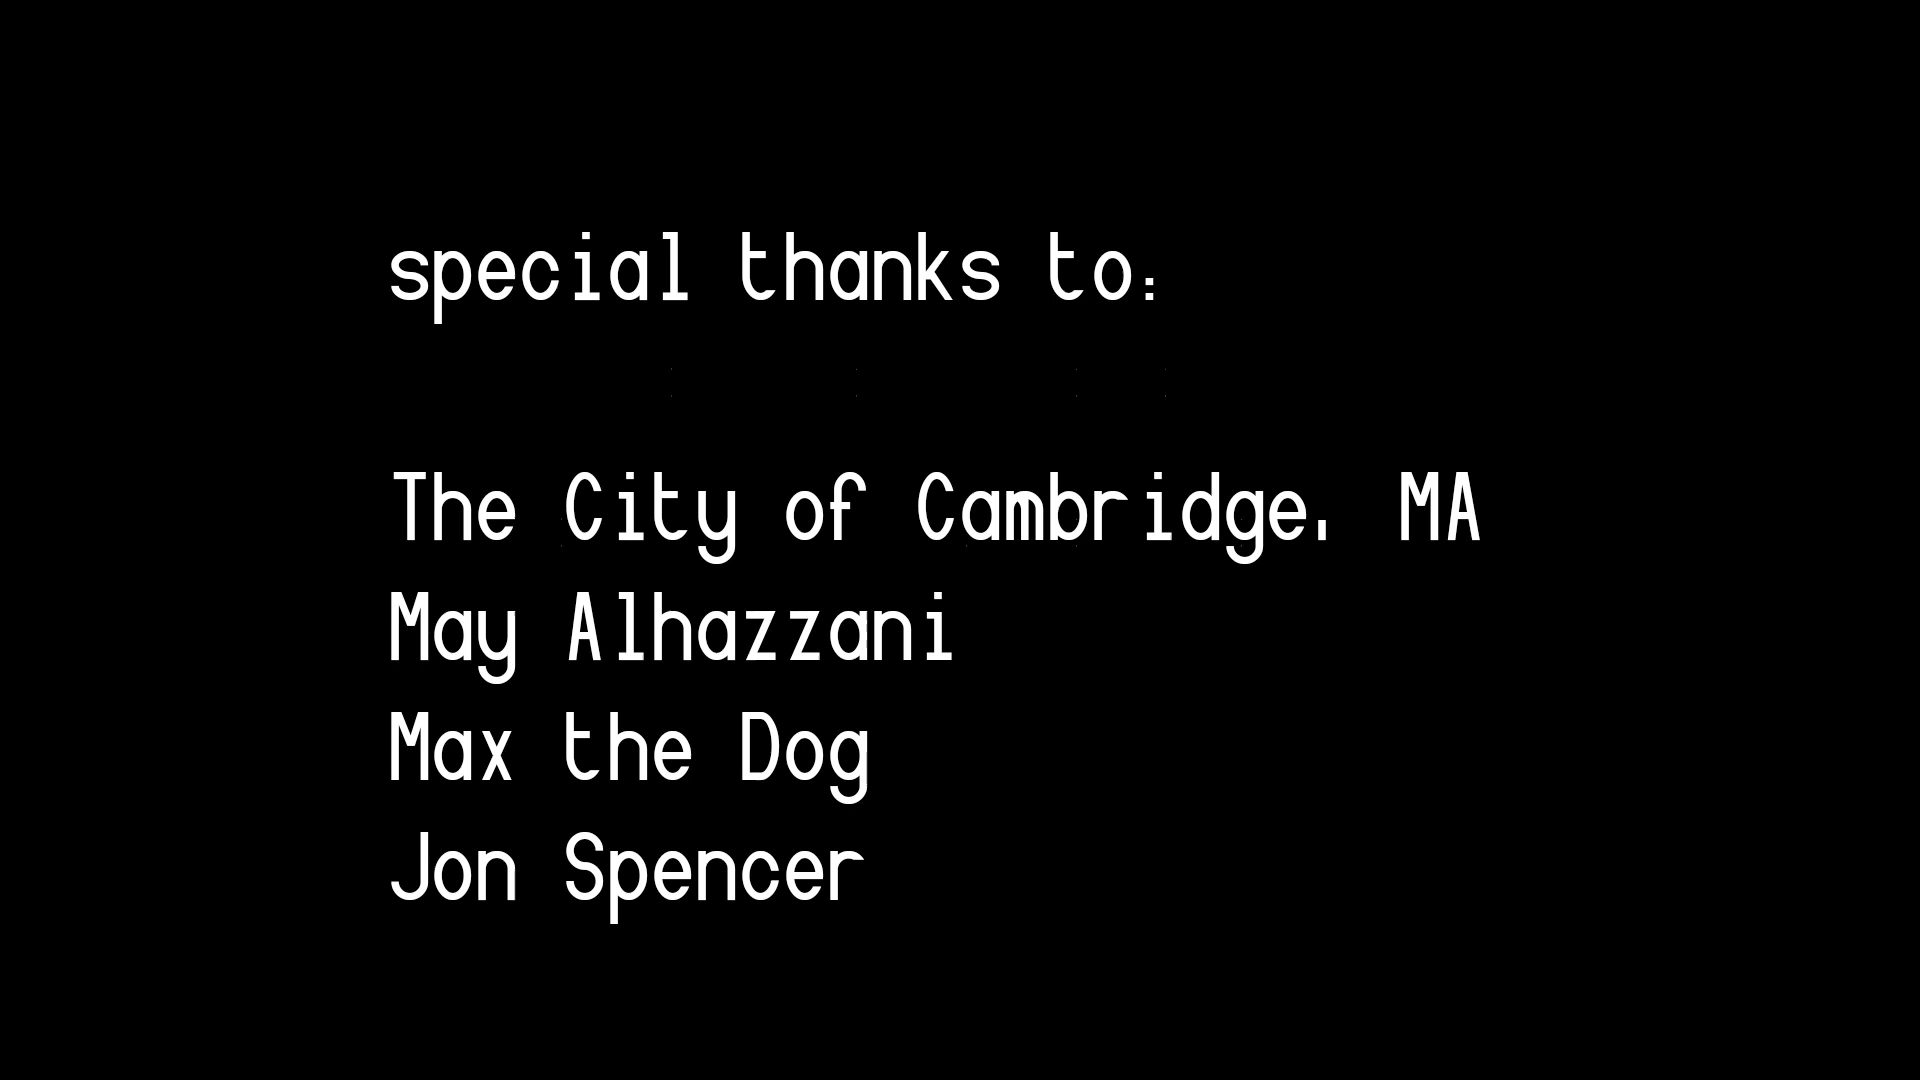 special thanks to:
The City of Cambridge, MA
May Alhazzani
Max the Dog
Jon Spencer